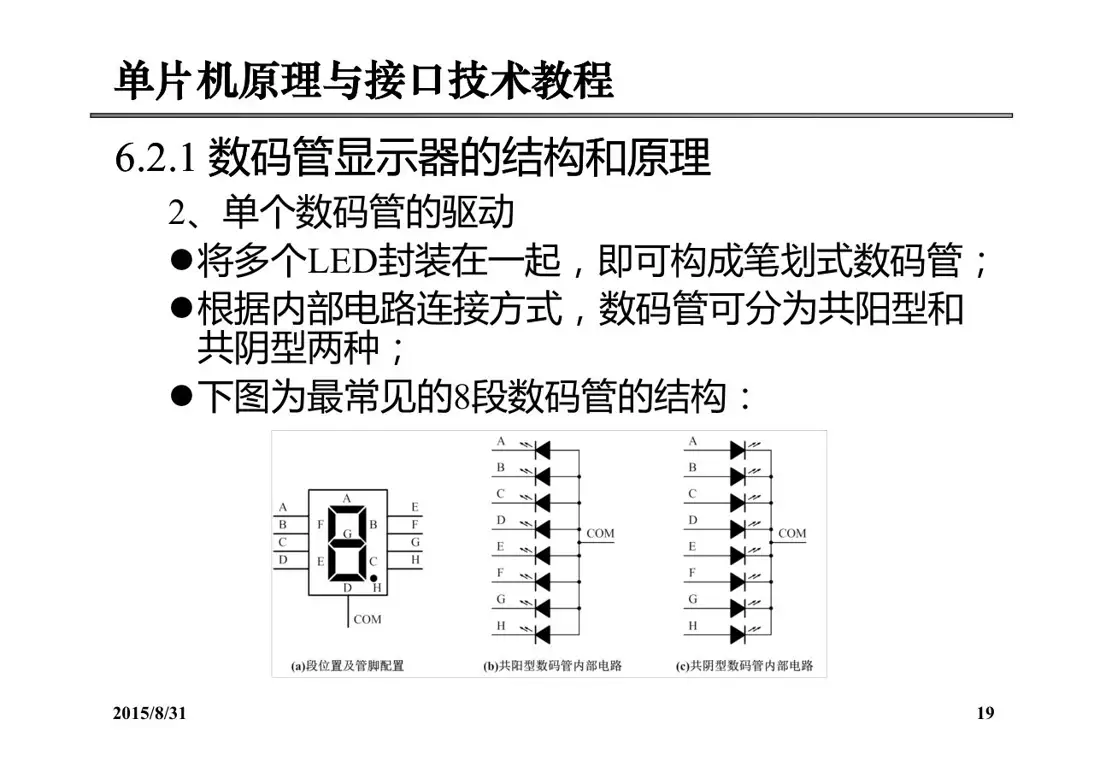 单片机原理与接口技术教程
6.2.1 数码管显示器的结构和原理
2、单个数码管的驱动
●将多个LED封装在一起，即可构成笔划式数码管；
●根据内部电路连接方式，数码管可分为共阳型和
共阴型两种；
●下图为最常见的8段数码管的结构：
A
B
C
D
A
F
B
G
E
C
D
H
E
F
G
H
COM
(a)段位置及管脚配置
A
B
C
D
E
F
G
H
COM
(b)共阳型数码管内部电路
A
B
C
D
E
F
G
H
COM
(c)共阴型数码管内部电路
2015/8/31
19